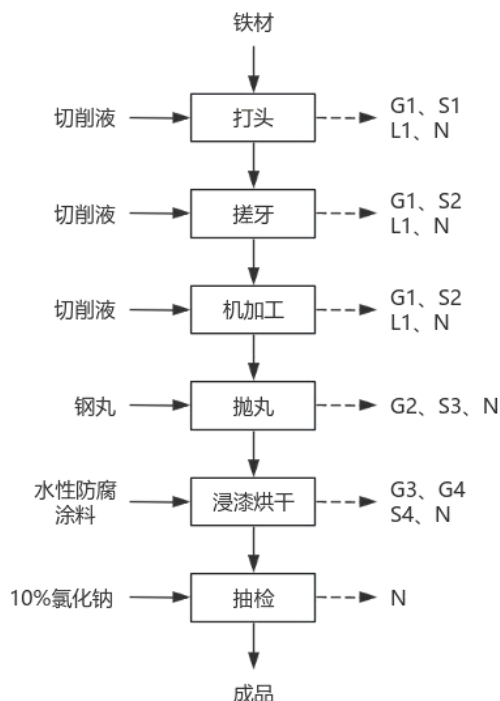 铁材
切削液
打头
G1、S1
L1、N
切削液
搓牙
G1、S2
L1、N
切削液
机加工
G1、S2
L1、N
钢丸
抛丸
G2、S3、N
水性防腐
涂料
浸漆烘干
G3、G4
S4、N
10%氯化钠
抽检
N
成品